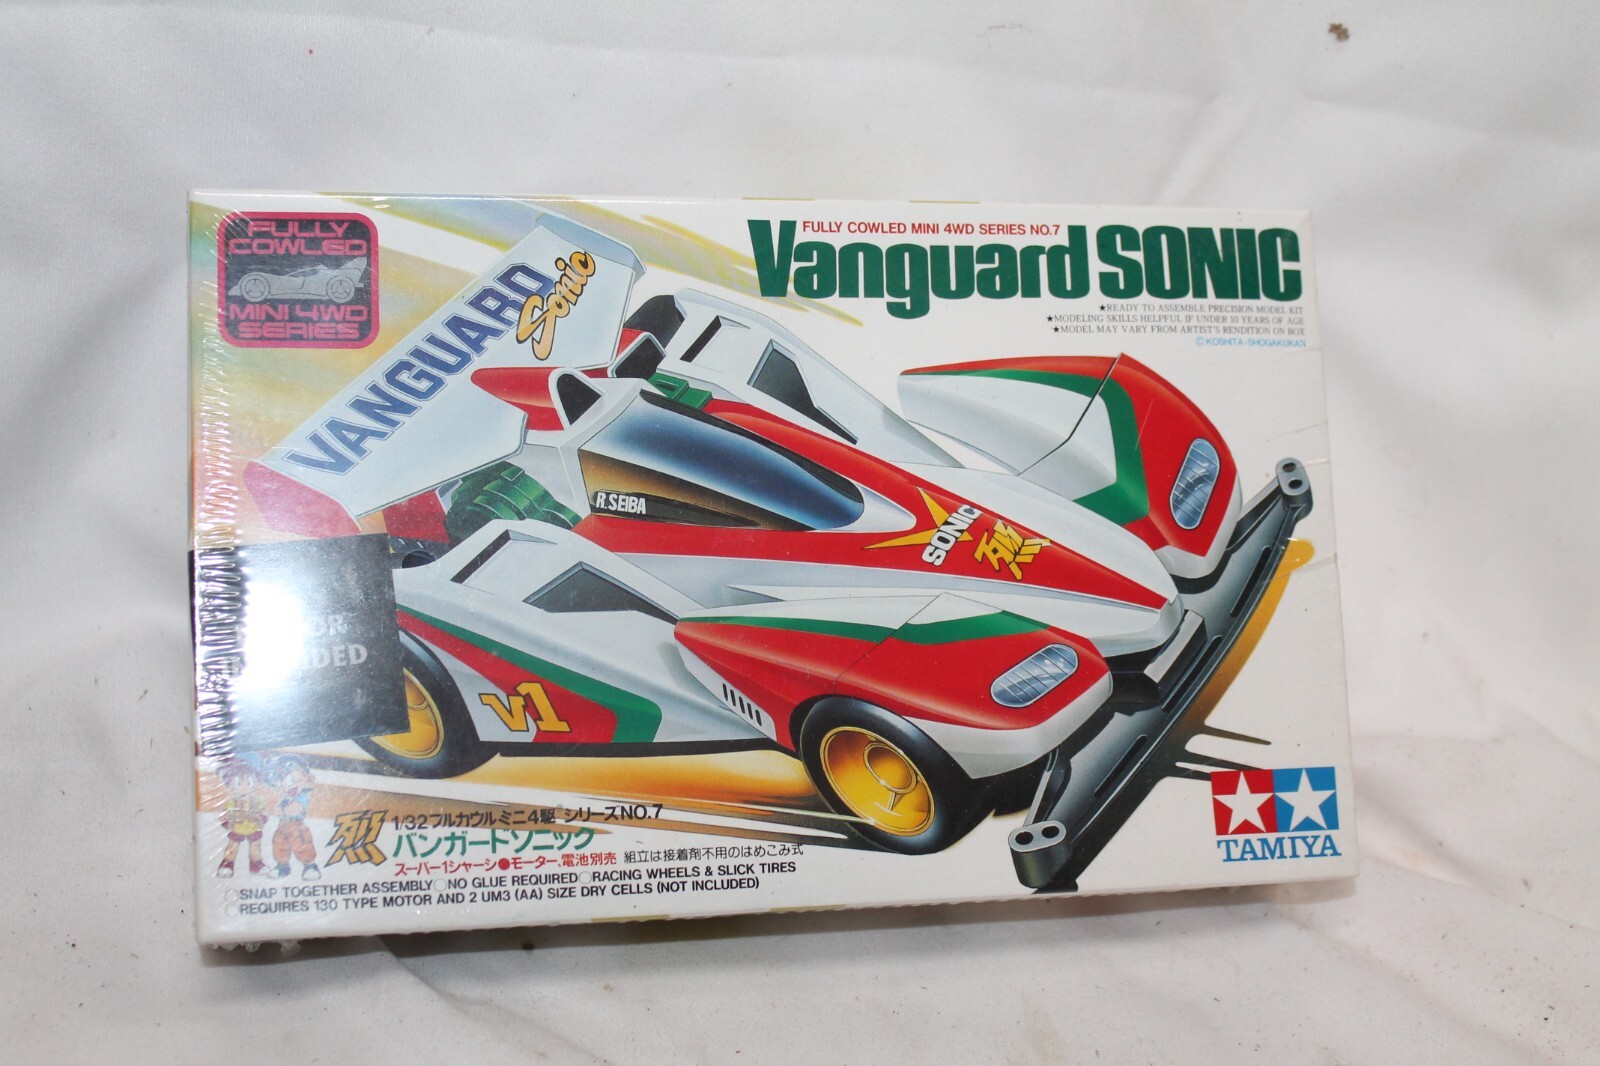 FULLY
COWLED
MINI 4WD
SERIES
FULLY COWLED MINI 4WD SERIES NO.7
Vanguard SONIC
★READY TO ASSEMBLE PRECISION MODEL KIT
★MODELING SKILLS HELPFUL IF UNDER 10 YEARS OF AGE
★MODEL MAY VARY FROM ARTIST'S RENDITION ON BOX
©KOSHITA-SHOGAKUKAN
VANGUARD
Sonic
R.SEIBA
SONIC
烈
V1
烈
1/32フルカウルミニ4駆シリーズNO.7
バンガードソニック
スーパー1シャーシ●モーター、電池別売 組立は接着剤不用のはめこみ式
○SNAP TOGETHER ASSEMBLY○NO GLUE REQUIRED○RACING WHEELS & SLICK TIRES
○REQUIRES 130 TYPE MOTOR AND 2 UM3 (AA) SIZE DRY CELLS (NOT INCLUDED)
TAMIYA